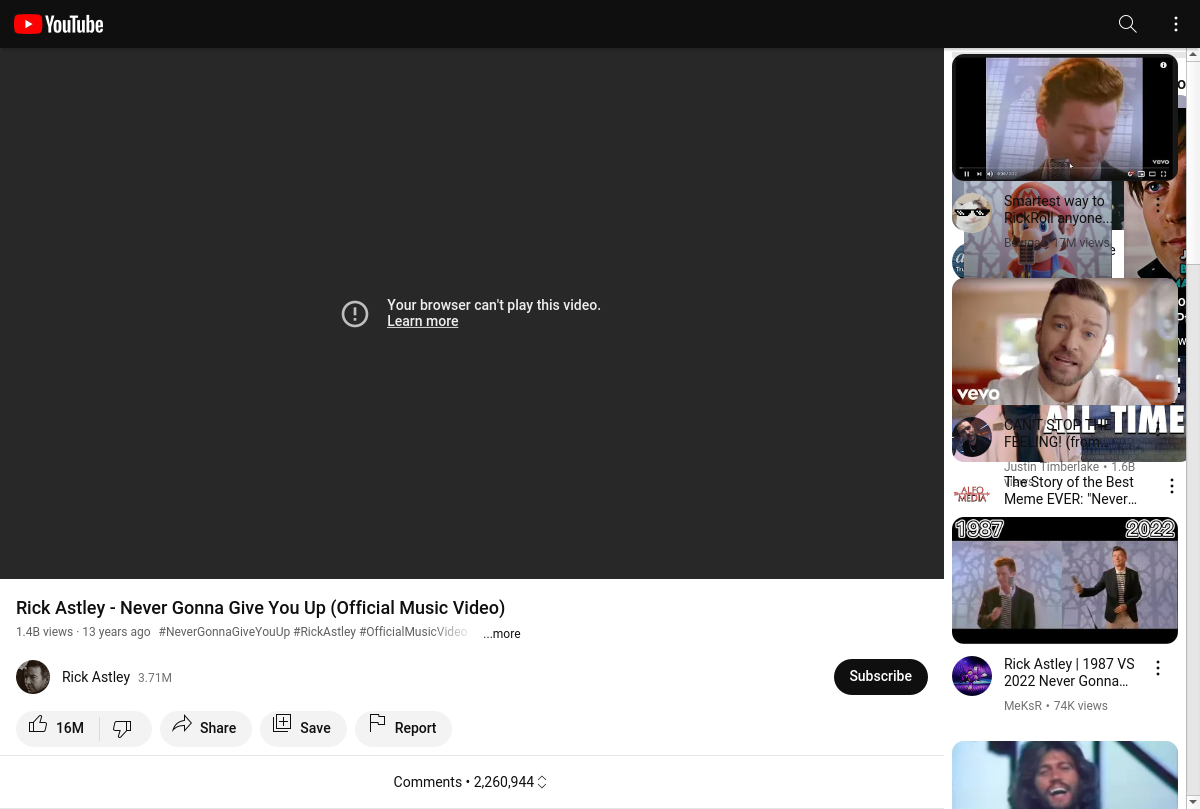 YouTube
Your browser can't play this video.
Learn more
Rick Astley - Never Gonna Give You Up (Official Music Video)
1.4B views · 13 years ago #NeverGonnaGiveYouUp #RickAstley #OfficialMusicVideo
...more
Rick Astley 3.71M
Subscribe
16M
Share
Save
Report
Comments • 2,260,944
vevo
Smartest way to
RickRoll anyone...
17M views
vevo
ALL-TIME
CAN'T STOP THE
FEELING! (from...
Justin Timberlake • 1.6B
views
ALFO
MEDIA
The Story of the Best
Meme EVER: "Never...
1987
2022
Rick Astley | 1987 VS
2022 Never Gonna...
MeKsR • 74K views